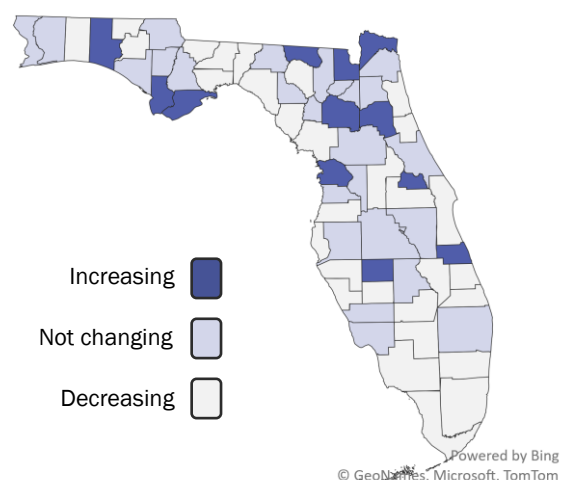 Increasing
Not changing
Decreasing
Powered by Bing
© GeoNames, Microsoft, TomTom